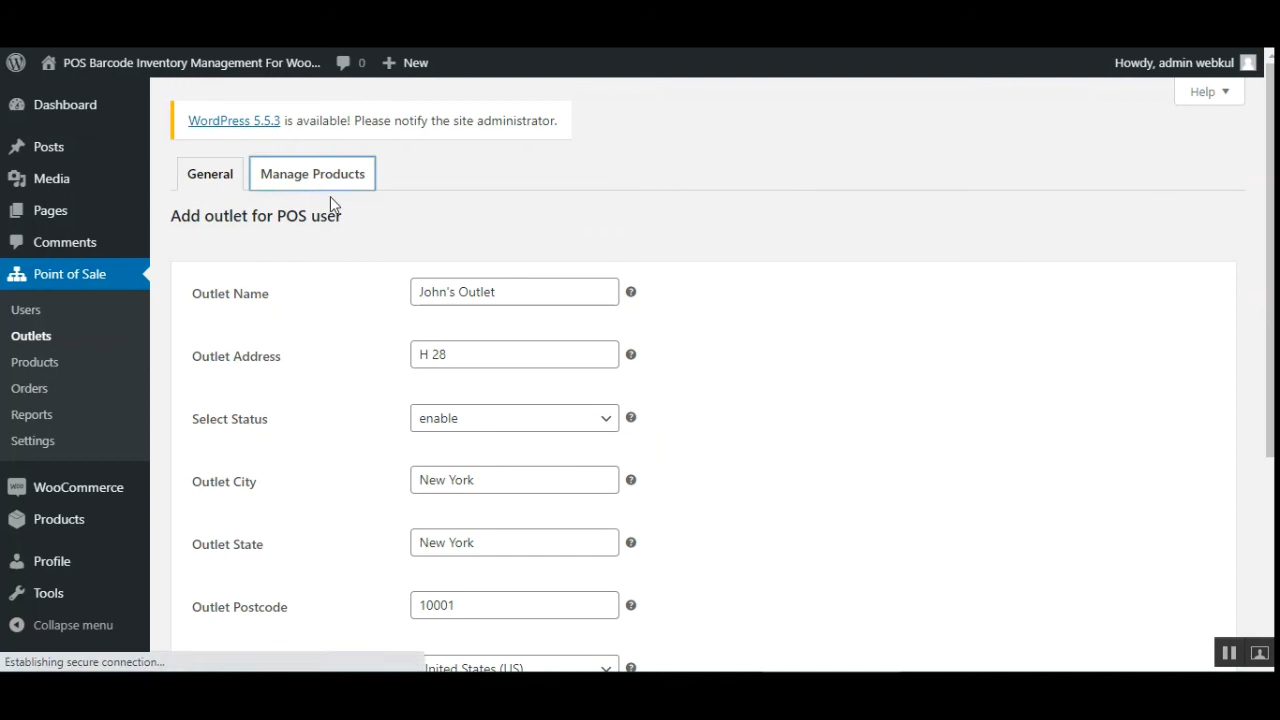 POS Barcode Inventory Management For Woo...
0
New
Howdy, admin webkul
Help
Dashboard
Posts
Media
Pages
Comments
Point of Sale
Users
Outlets
Products
Orders
Reports
Settings
WooCommerce
Products
Profile
Tools
Collapse menu
WordPress 5.5.3 is available! Please notify the site administrator.
General
Manage Products
Add outlet for POS user
Outlet Name
John's Outlet
Outlet Address
H 28
Select Status
enable
Outlet City
New York
Outlet State
New York
Outlet Postcode
10001
United States (US)
Establishing secure connection...